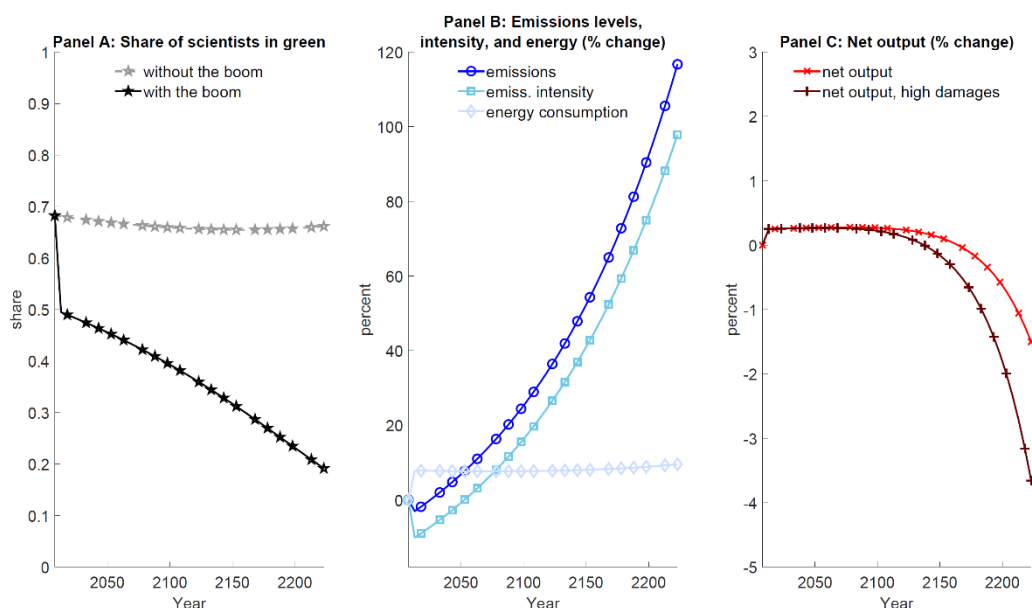 Panel A: Share of scientists in green
1
0.9
0.8
0.7
0.6
0.5
0.4
0.3
0.2
0.1
0
share
without the boom
with the boom
2050 2100 2150 2200
Year
Panel B: Emissions levels,
intensity, and energy (% change)
120
100
80
60
40
20
0
percent
emissions
emiss. intensity
energy consumption
2050 2100 2150 2200
Year
Panel C: Net output (% change)
3
2
1
0
-1
-2
-3
-4
-5
percent
net output
net output, high damages
2050 2100 2150 2200
Year